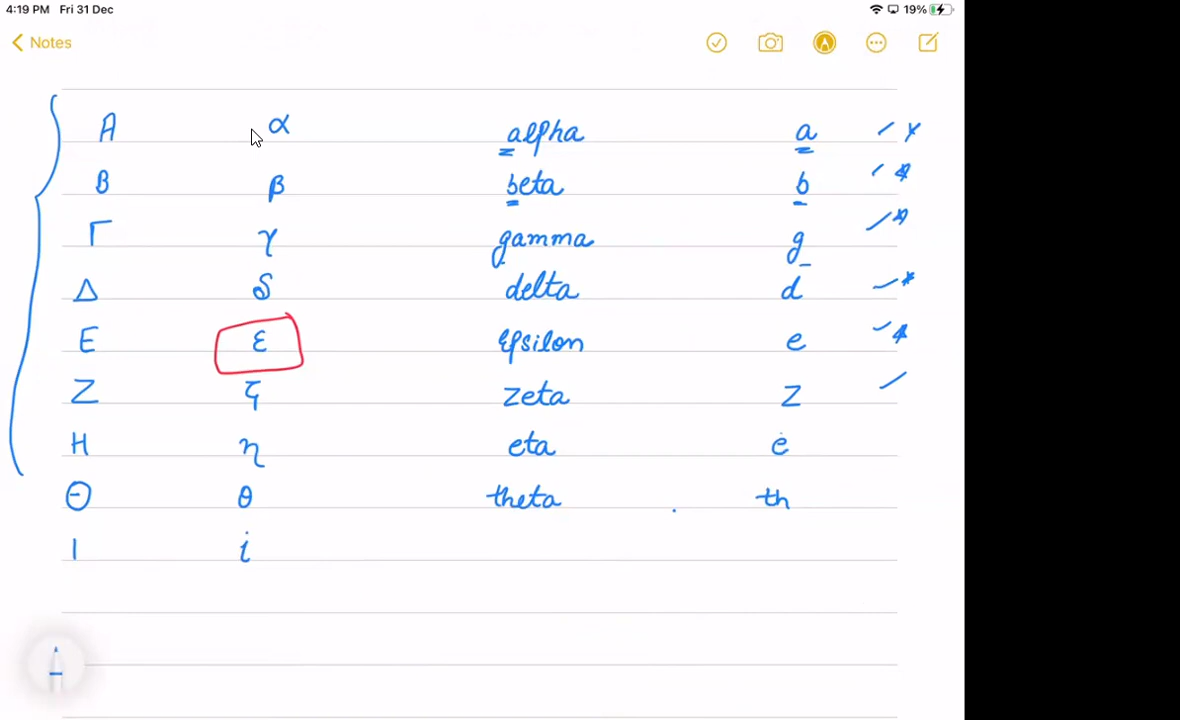 4:19 PM Fri 31 Dec 19%
Notes
A α alpha a
B β beta b
Γ γ gamma g
Δ δ delta d
E ε Epsilon e
Z ζ zeta z
H η eta ė
Θ θ theta th
I i